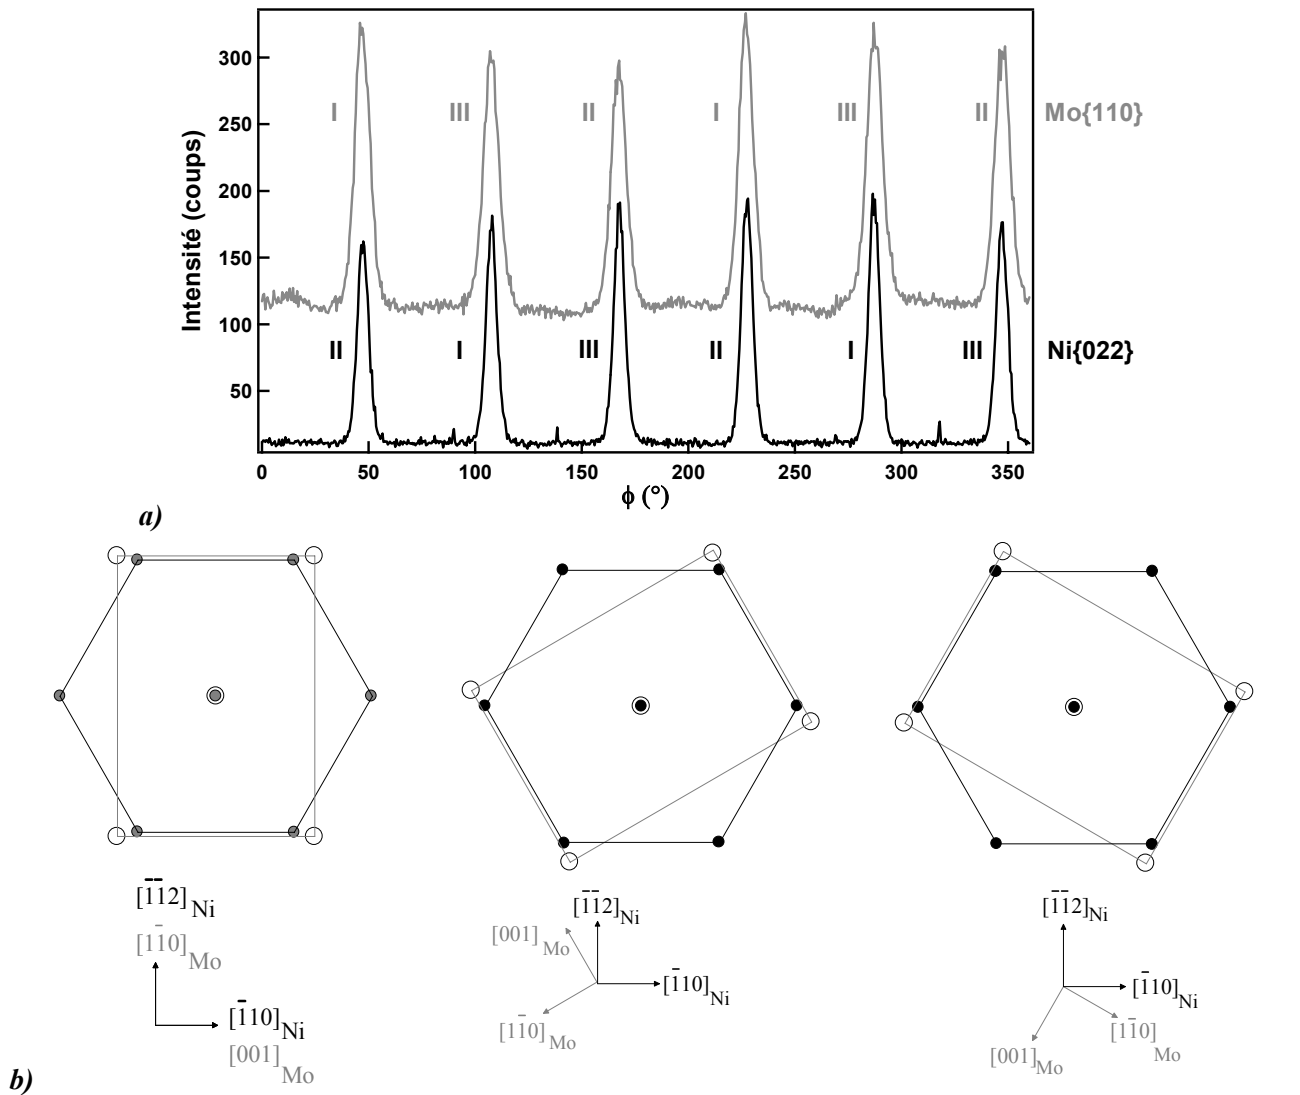 Intensité (coups)
300
250
200
150
100
50
I III II I III II Mo{110}
II I III II I III Ni{022}
0 50 100 150 200 250 300 350
ϕ (°)
a)
[1̅1̅2]Ni
[11̅0]Mo
[1̅10]Ni
[001]Mo
[1̅1̅2]Ni
[001]Mo
[1̅10]Ni
[11̅0]Mo
[1̅1̅2]Ni
[1̅10]Ni
[11̅0]Mo
[001]Mo
b)